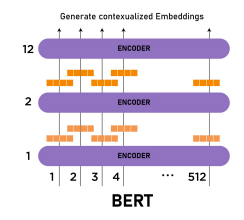 Generate contexualized Embeddings
12 ENCODER
2 ENCODER
1 ENCODER
1 2 3 4 ... 512
BERT